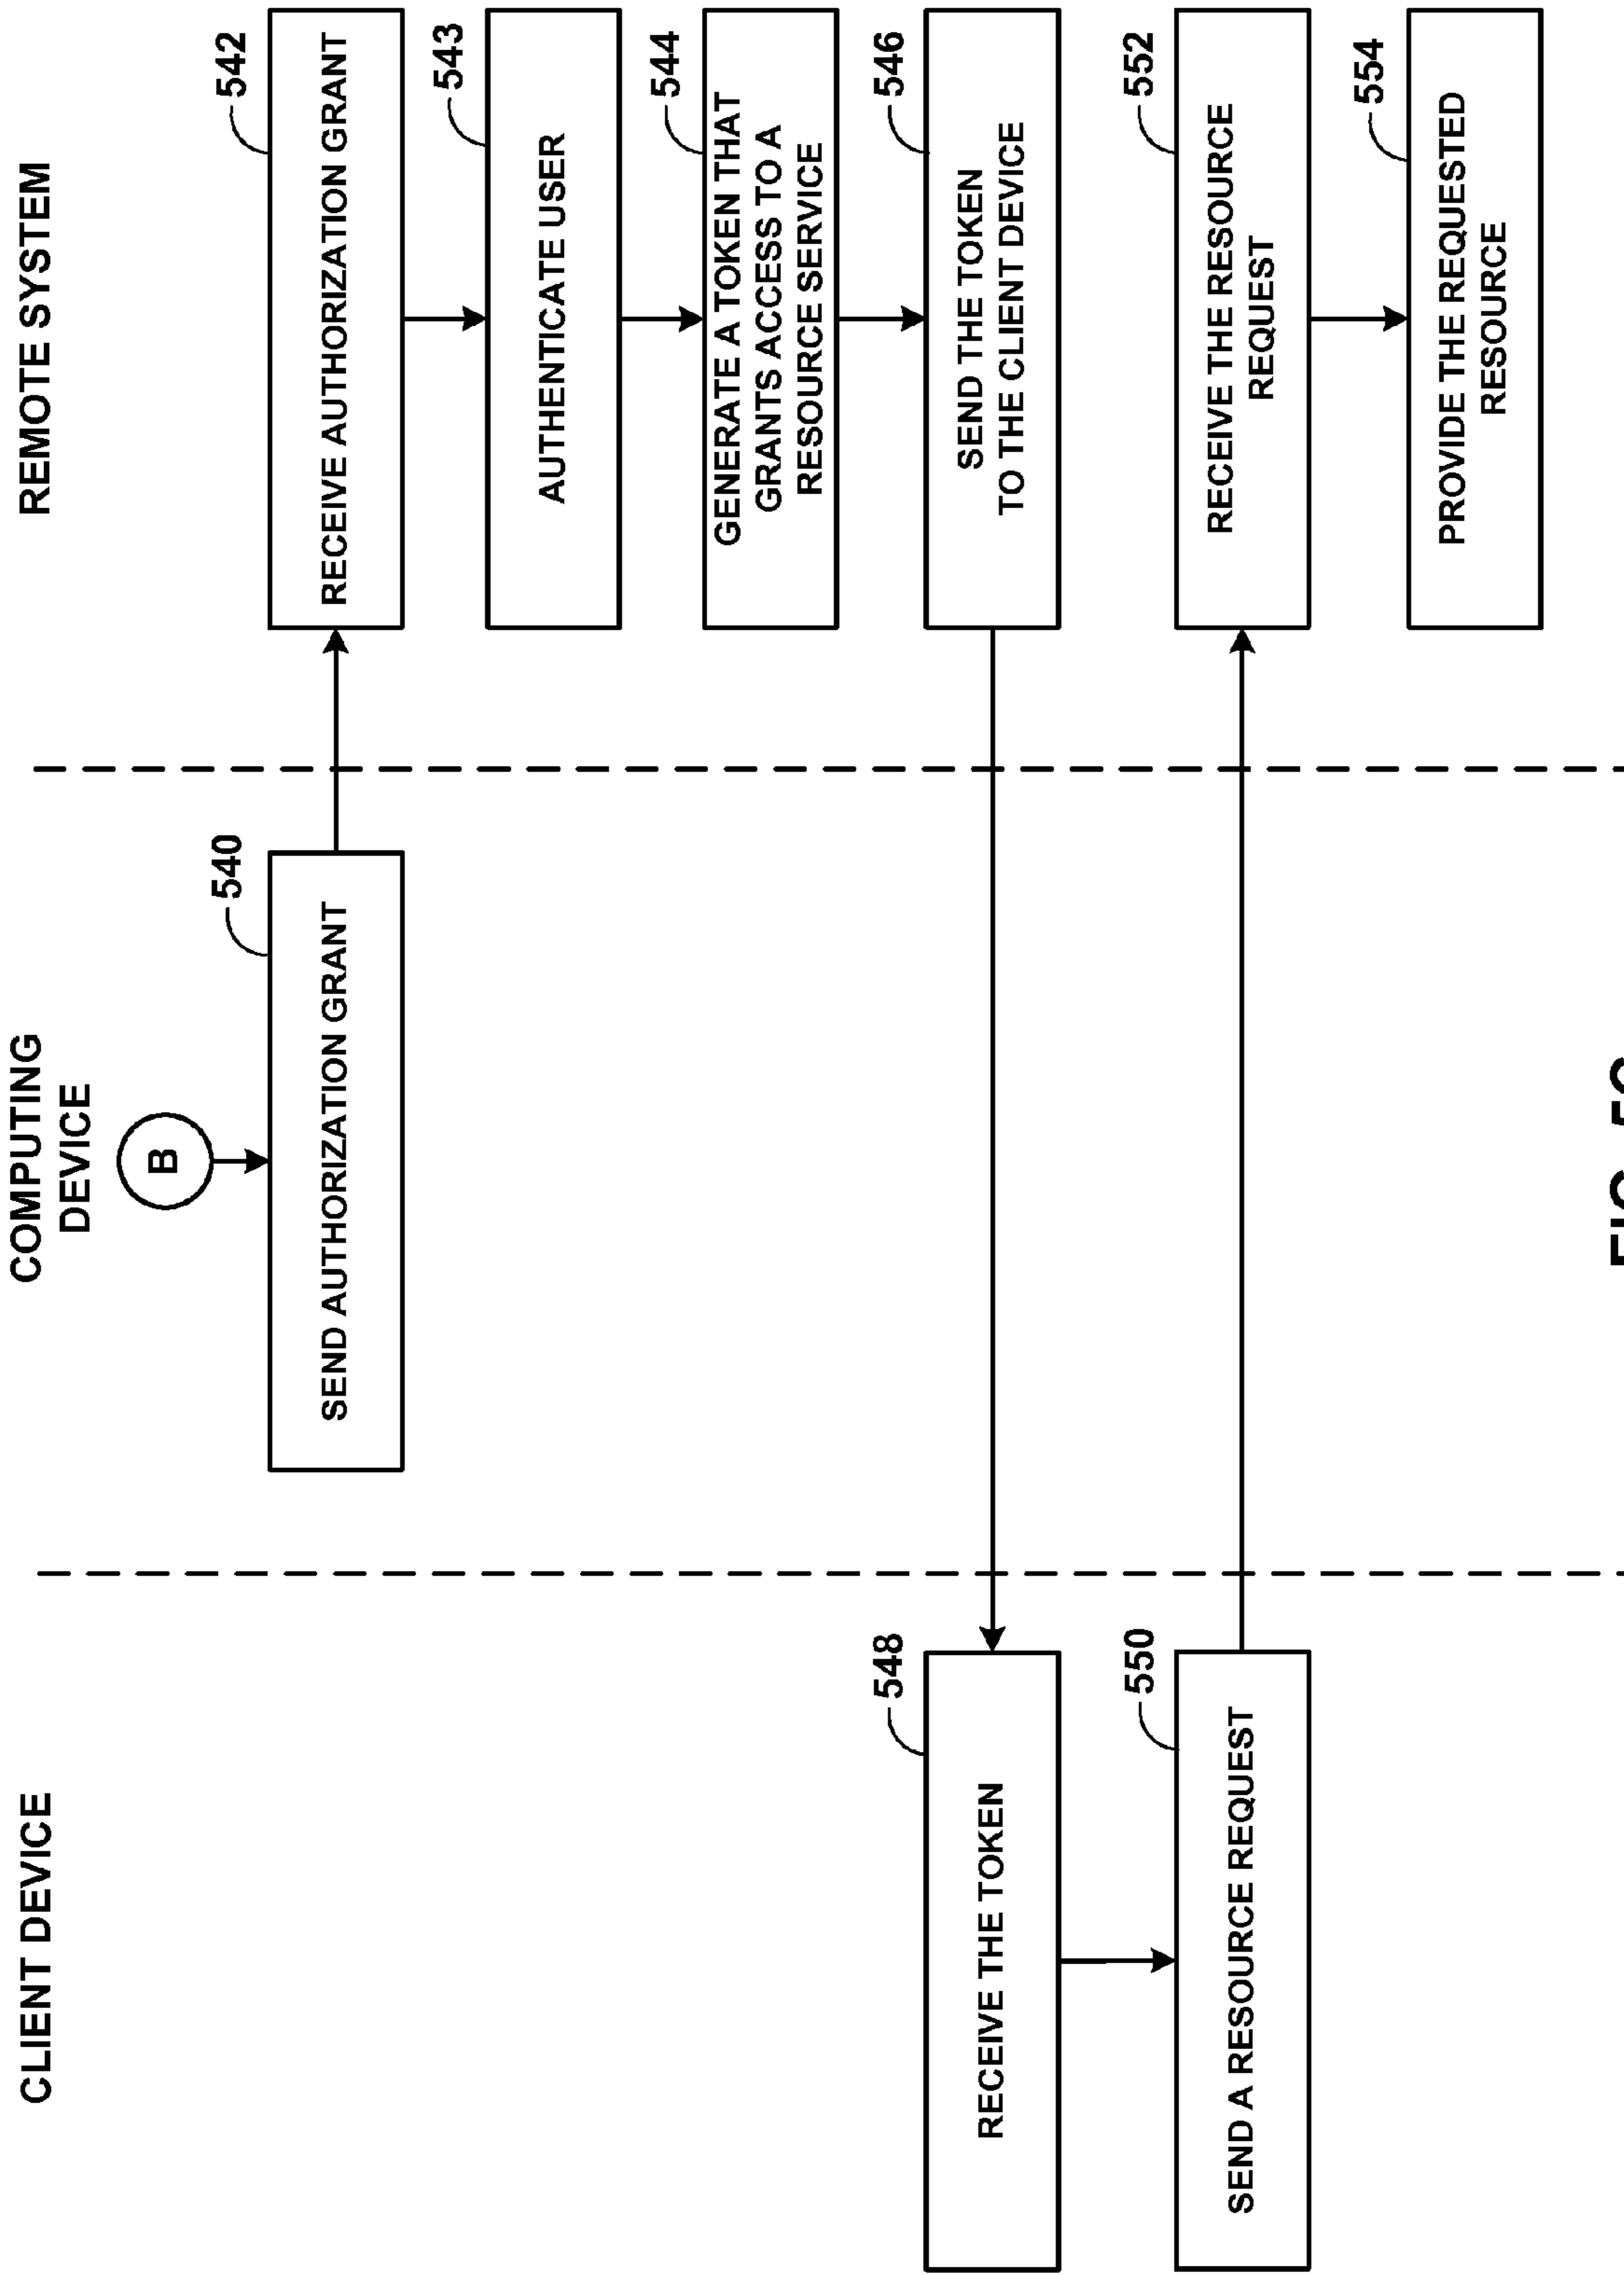 CLIENT DEVICE
COMPUTING
DEVICE
REMOTE SYSTEM
B
540
SEND AUTHORIZATION GRANT
542
RECEIVE AUTHORIZATION GRANT
543
AUTHENTICATE USER
544
GENERATE A TOKEN THAT
GRANTS ACCESS TO A
RESOURCE SERVICE
546
SEND THE TOKEN
TO THE CLIENT DEVICE
548
RECEIVE THE TOKEN
550
SEND A RESOURCE REQUEST
552
RECEIVE THE RESOURCE
REQUEST
554
PROVIDE THE REQUESTED
RESOURCE